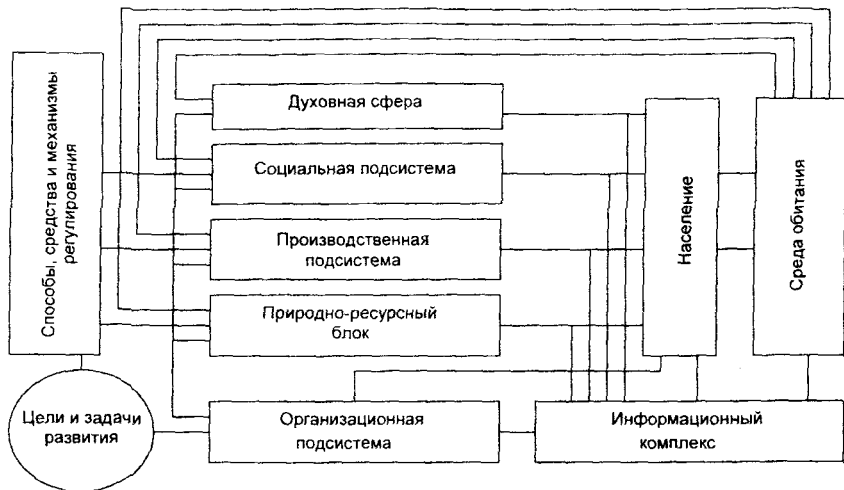 Способы, средства и механизмы
регулирования
Духовная сфера
Социальная подсистема
Производственная
подсистема
Природно-ресурсный
блок
Население
Среда обитания
Цели и задачи
развития
Организационная
подсистема
Информационный
комплекс